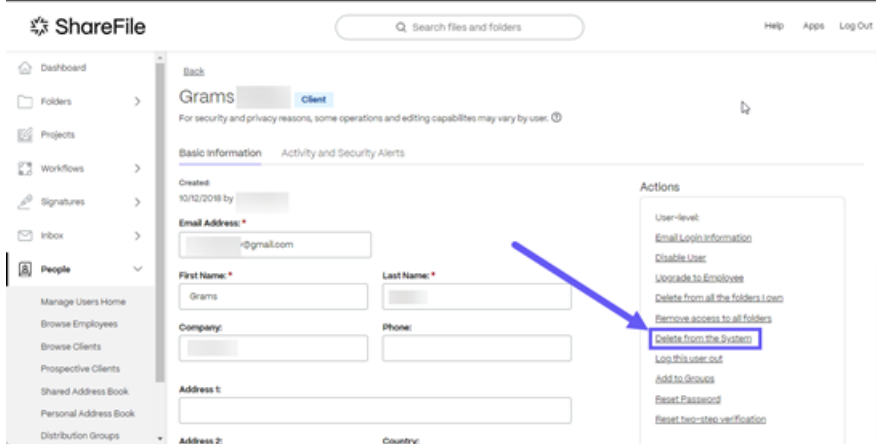 ShareFile
Search files and folders
Help Apps Log Out
Dashboard
Folders
Projects
Workflows
Signatures
Inbox
People
Manage Users Home
Browse Employees
Browse Clients
Prospective Clients
Shared Address Book
Personal Address Book
Distribution Groups
Back
Grams Client
For security and privacy reasons, some operations and editing capabilites may vary by user.
Basic Information Activity and Security Alerts
Created:
10/12/2018 by
Email Address: *
@gmail.com
First Name: * Last Name: *
Grams
Company: Phone:
Address 1:
Address 2: Country:
Actions
User-level:
Email Login Information
Disable User
Upgrade to Employee
Delete from all the folders I own
Remove access to all folders
Delete from the System
Log this user out
Add to Groups
Reset Password
Reset two-step verification